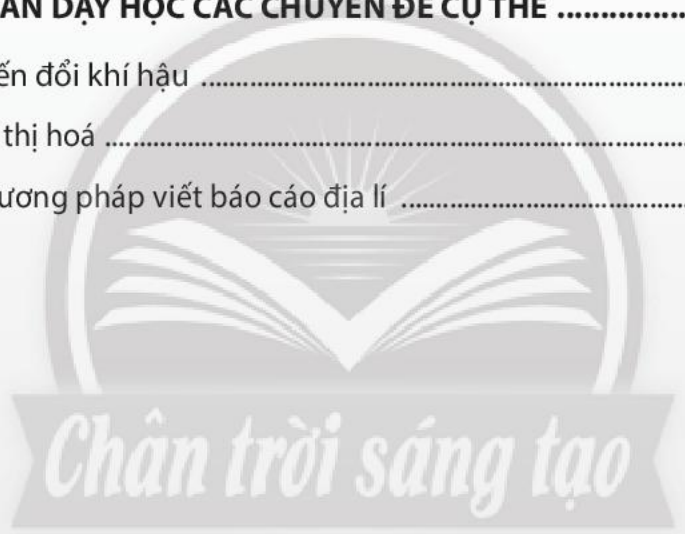 ẪN DẠY HỌC CÁC CHUYÊN ĐỀ CỤ THỂ ..............
ến đổi khí hậu ..............................................................
thị hoá ..............................................................................
ương pháp viết báo cáo địa lí ....................................
Chân trời sáng tạo